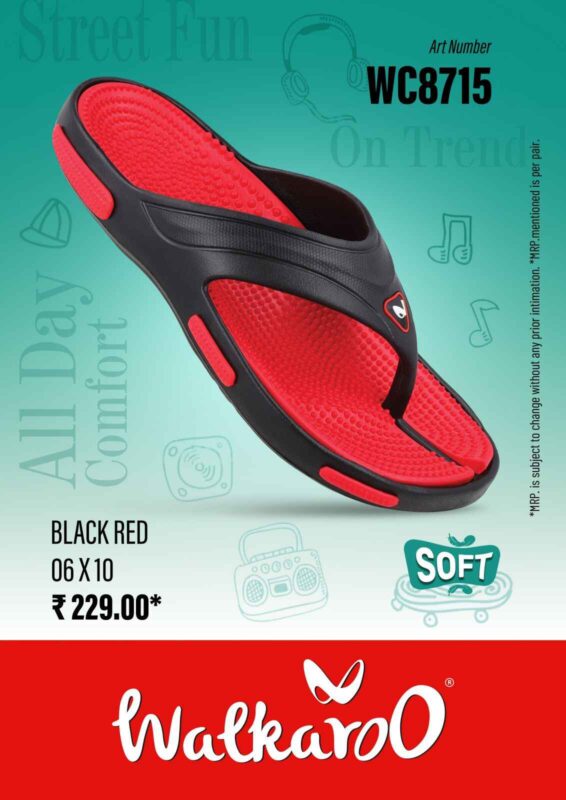 Street Fun
Art Number
WC8715
On Trend
All Day
Comfort
*MRP. is subject to change without any prior intimation. *MRP.mentioned is per pair.
BLACK RED
06 X 10
₹ 229.00*
SOFT
Walkaroo®